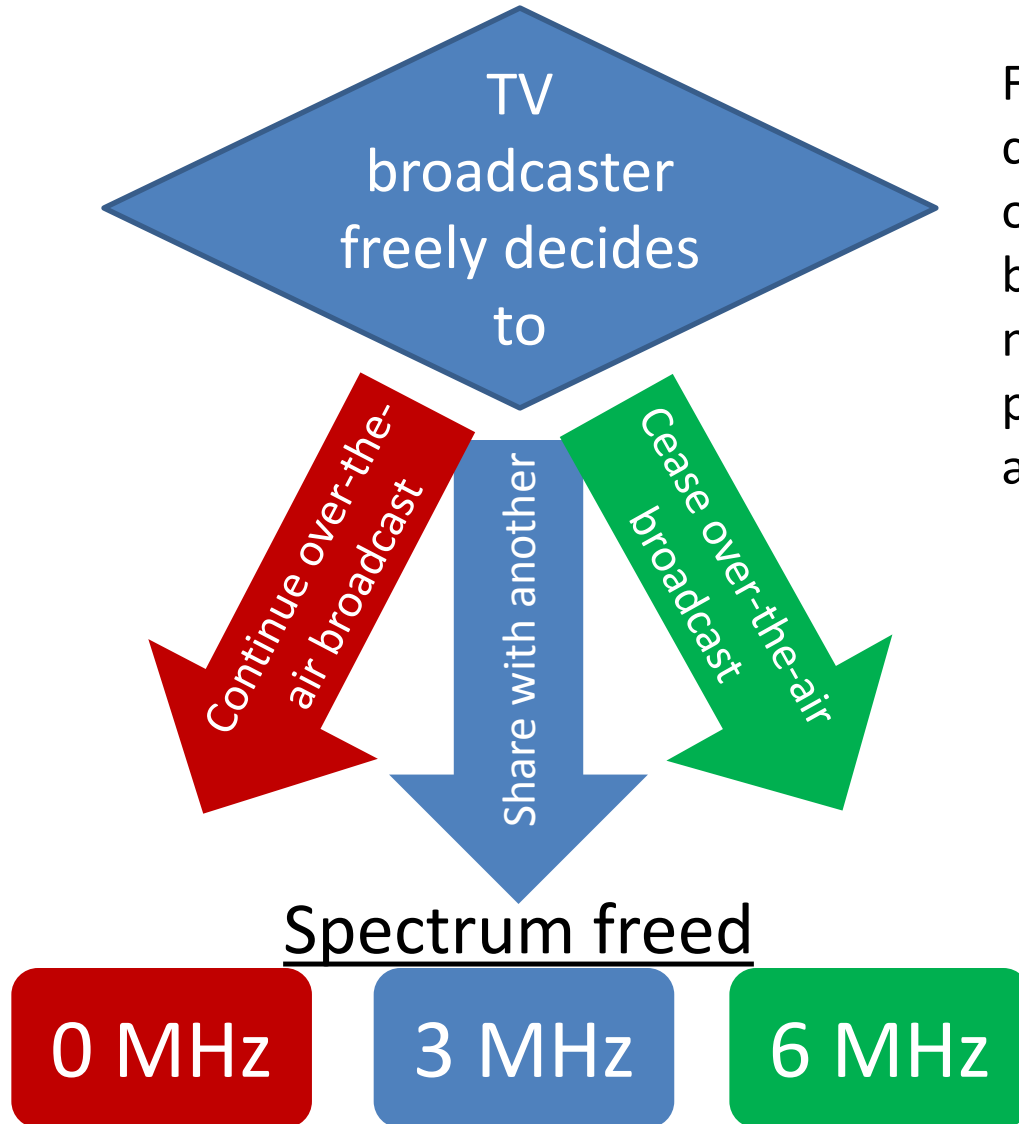 TV
broadcaster
freely decides
to
Continue over-the-
air broadcast
Share with another
Cease over-the-air
broadcast
Spectrum freed
0 MHz
3 MHz
6 MHz